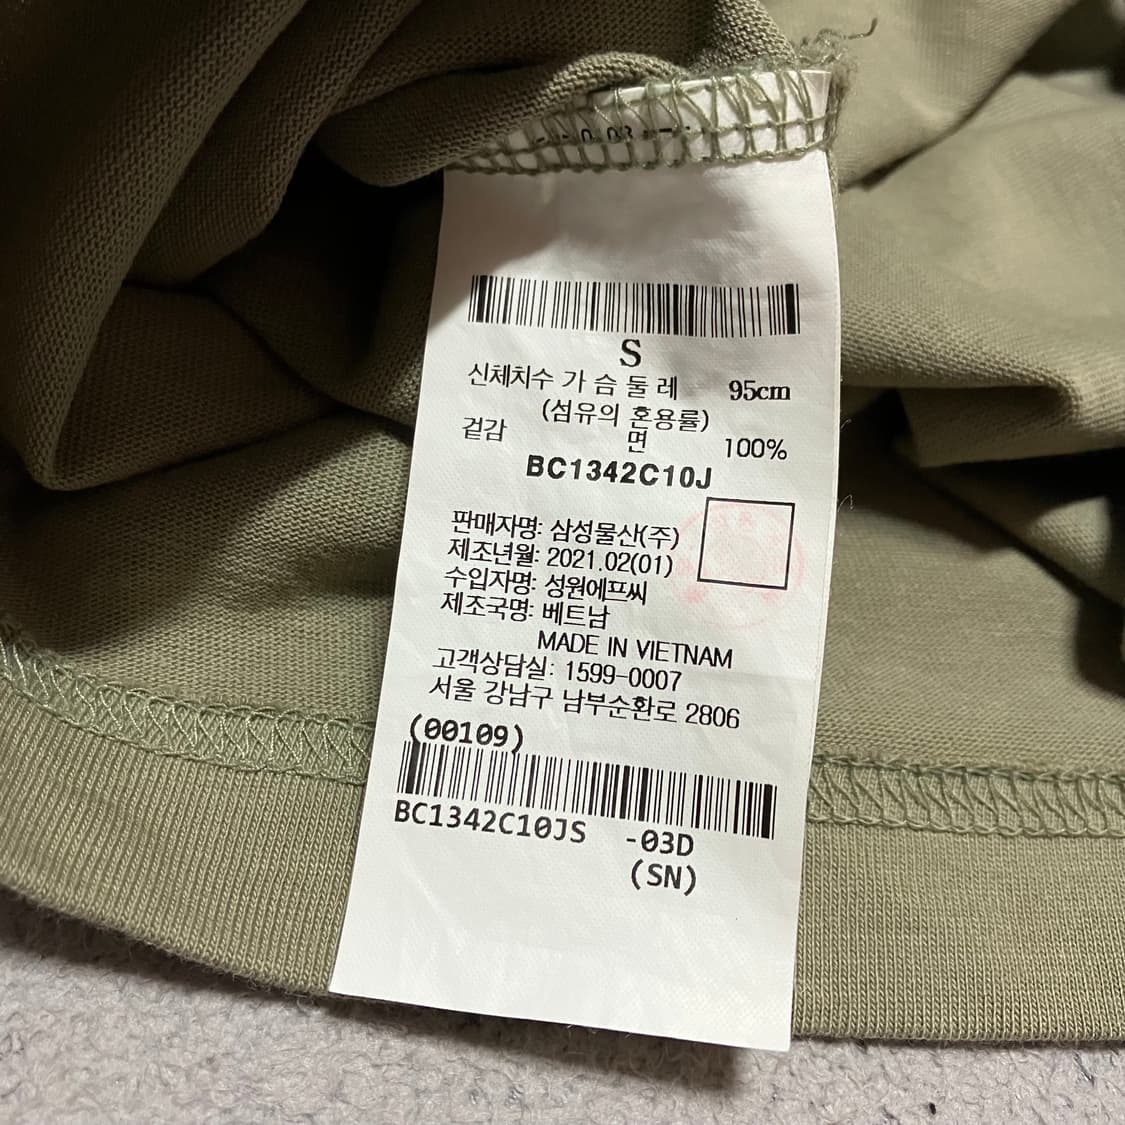 S
신체치수 가 슴 둘 레 95cm
(섬유의 혼용률)
겉감 면 100%
BC1342C10J
판매자명: 삼성물산(주)
제조년월: 2021.02(01)
수입자명: 성원에프씨
제조국명: 베트남
MADE IN VIETNAM
고객상담실: 1599-0007
서울 강남구 남부순환로 2806
(00109)
BC1342C10JS -03D
(SN)